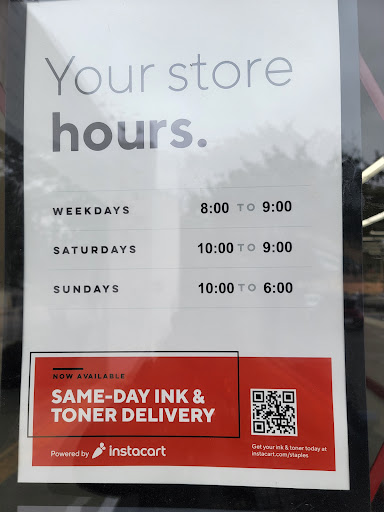 Your store
hours.
WEEKDAYS 8:00 TO 9:00
SATURDAYS 10:00 TO 9:00
SUNDAYS 10:00 TO 6:00
NOW AVAILABLE
SAME-DAY INK &
TONER DELIVERY
Powered by instacart
Get your ink & toner today at
instacart.com/staples